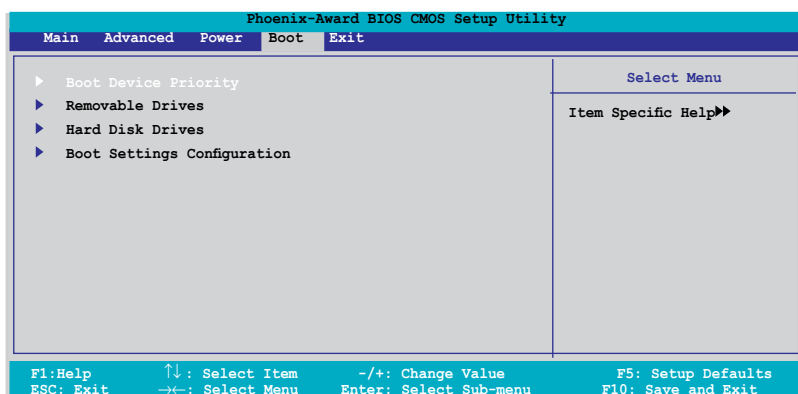 Phoenix-Award BIOS CMOS Setup Utility
Main Advanced Power Boot Exit
Boot Device Priority
Removable Drives
Hard Disk Drives
Boot Settings Configuration
Select Menu
Item Specific Help
F1:Help ↑↓: Select Item -/+: Change Value F5: Setup Defaults
ESC: Exit →←: Select Menu Enter: Select Sub-menu F10: Save and Exit